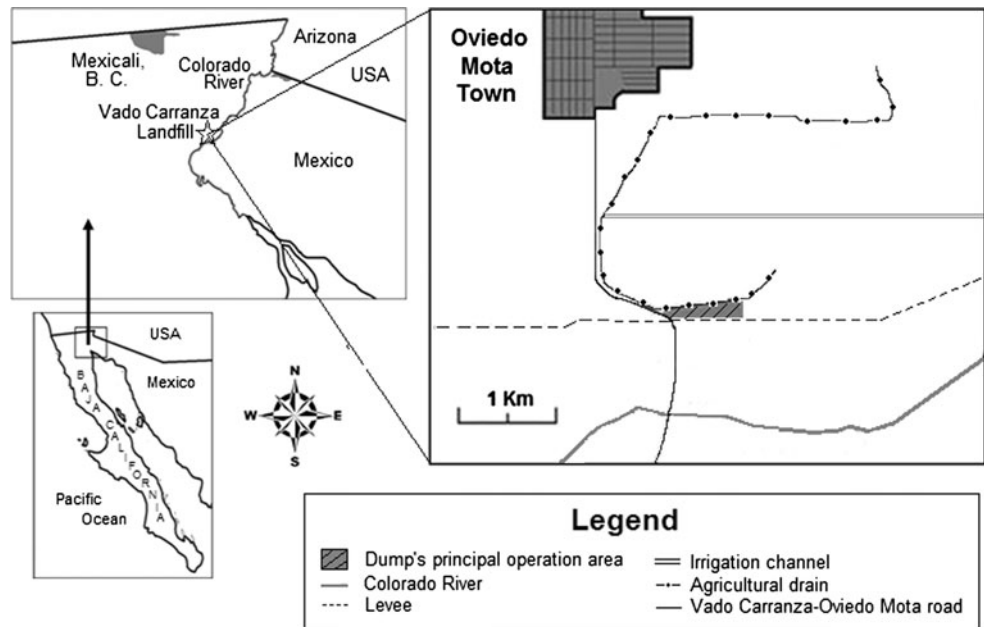 Arizona
Mexicali,
B. C.
Colorado
River
USA
Vado Carranza
Landfill
Mexico
Oviedo
Mota
Town
1 Km
USA
Mexico
BAJA CALIFORNIA
Pacific
Ocean
N
W E
S
Legend
Dump's principal operation area
Colorado River
Levee
Irrigation channel
Agricultural drain
Vado Carranza-Oviedo Mota road